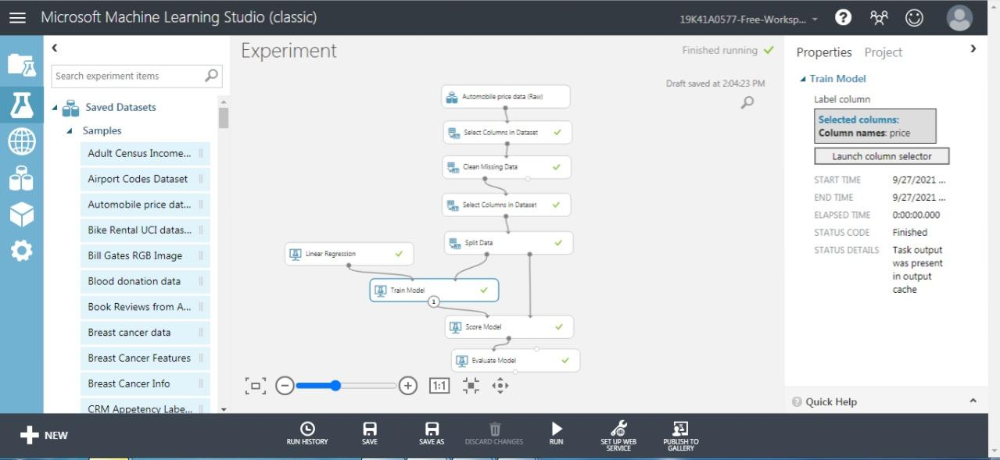 Microsoft Machine Learning Studio (classic)
19K41A0577-Free-Worksp...
Experiment
Finished running
Properties Project
Search experiment items
Draft saved at 2:04:23 PM
Train Model
Label column
Selected columns:
Column names: price
Launch column selector
START TIME 9/27/2021 ...
END TIME 9/27/2021 ...
ELAPSED TIME 0:00:00.000
STATUS CODE Finished
STATUS DETAILS Task output
was present
in output
cache
Saved Datasets
Samples
Adult Census Income...
Airport Codes Dataset
Automobile price dat...
Bike Rental UCI datas...
Bill Gates RGB Image
Blood donation data
Book Reviews from A...
Breast cancer data
Breast Cancer Features
Breast Cancer Info
CRM Appetency Labe...
Automobile price data (Raw)
Select Columns in Dataset
Clean Missing Data
Select Columns in Dataset
Split Data
Linear Regression
Train Model
1
Score Model
Evaluate Model
1:1
Quick Help
NEW
RUN HISTORY
SAVE
SAVE AS
DISCARD CHANGES
RUN
SET UP WEB
SERVICE
PUBLISH TO
GALLERY